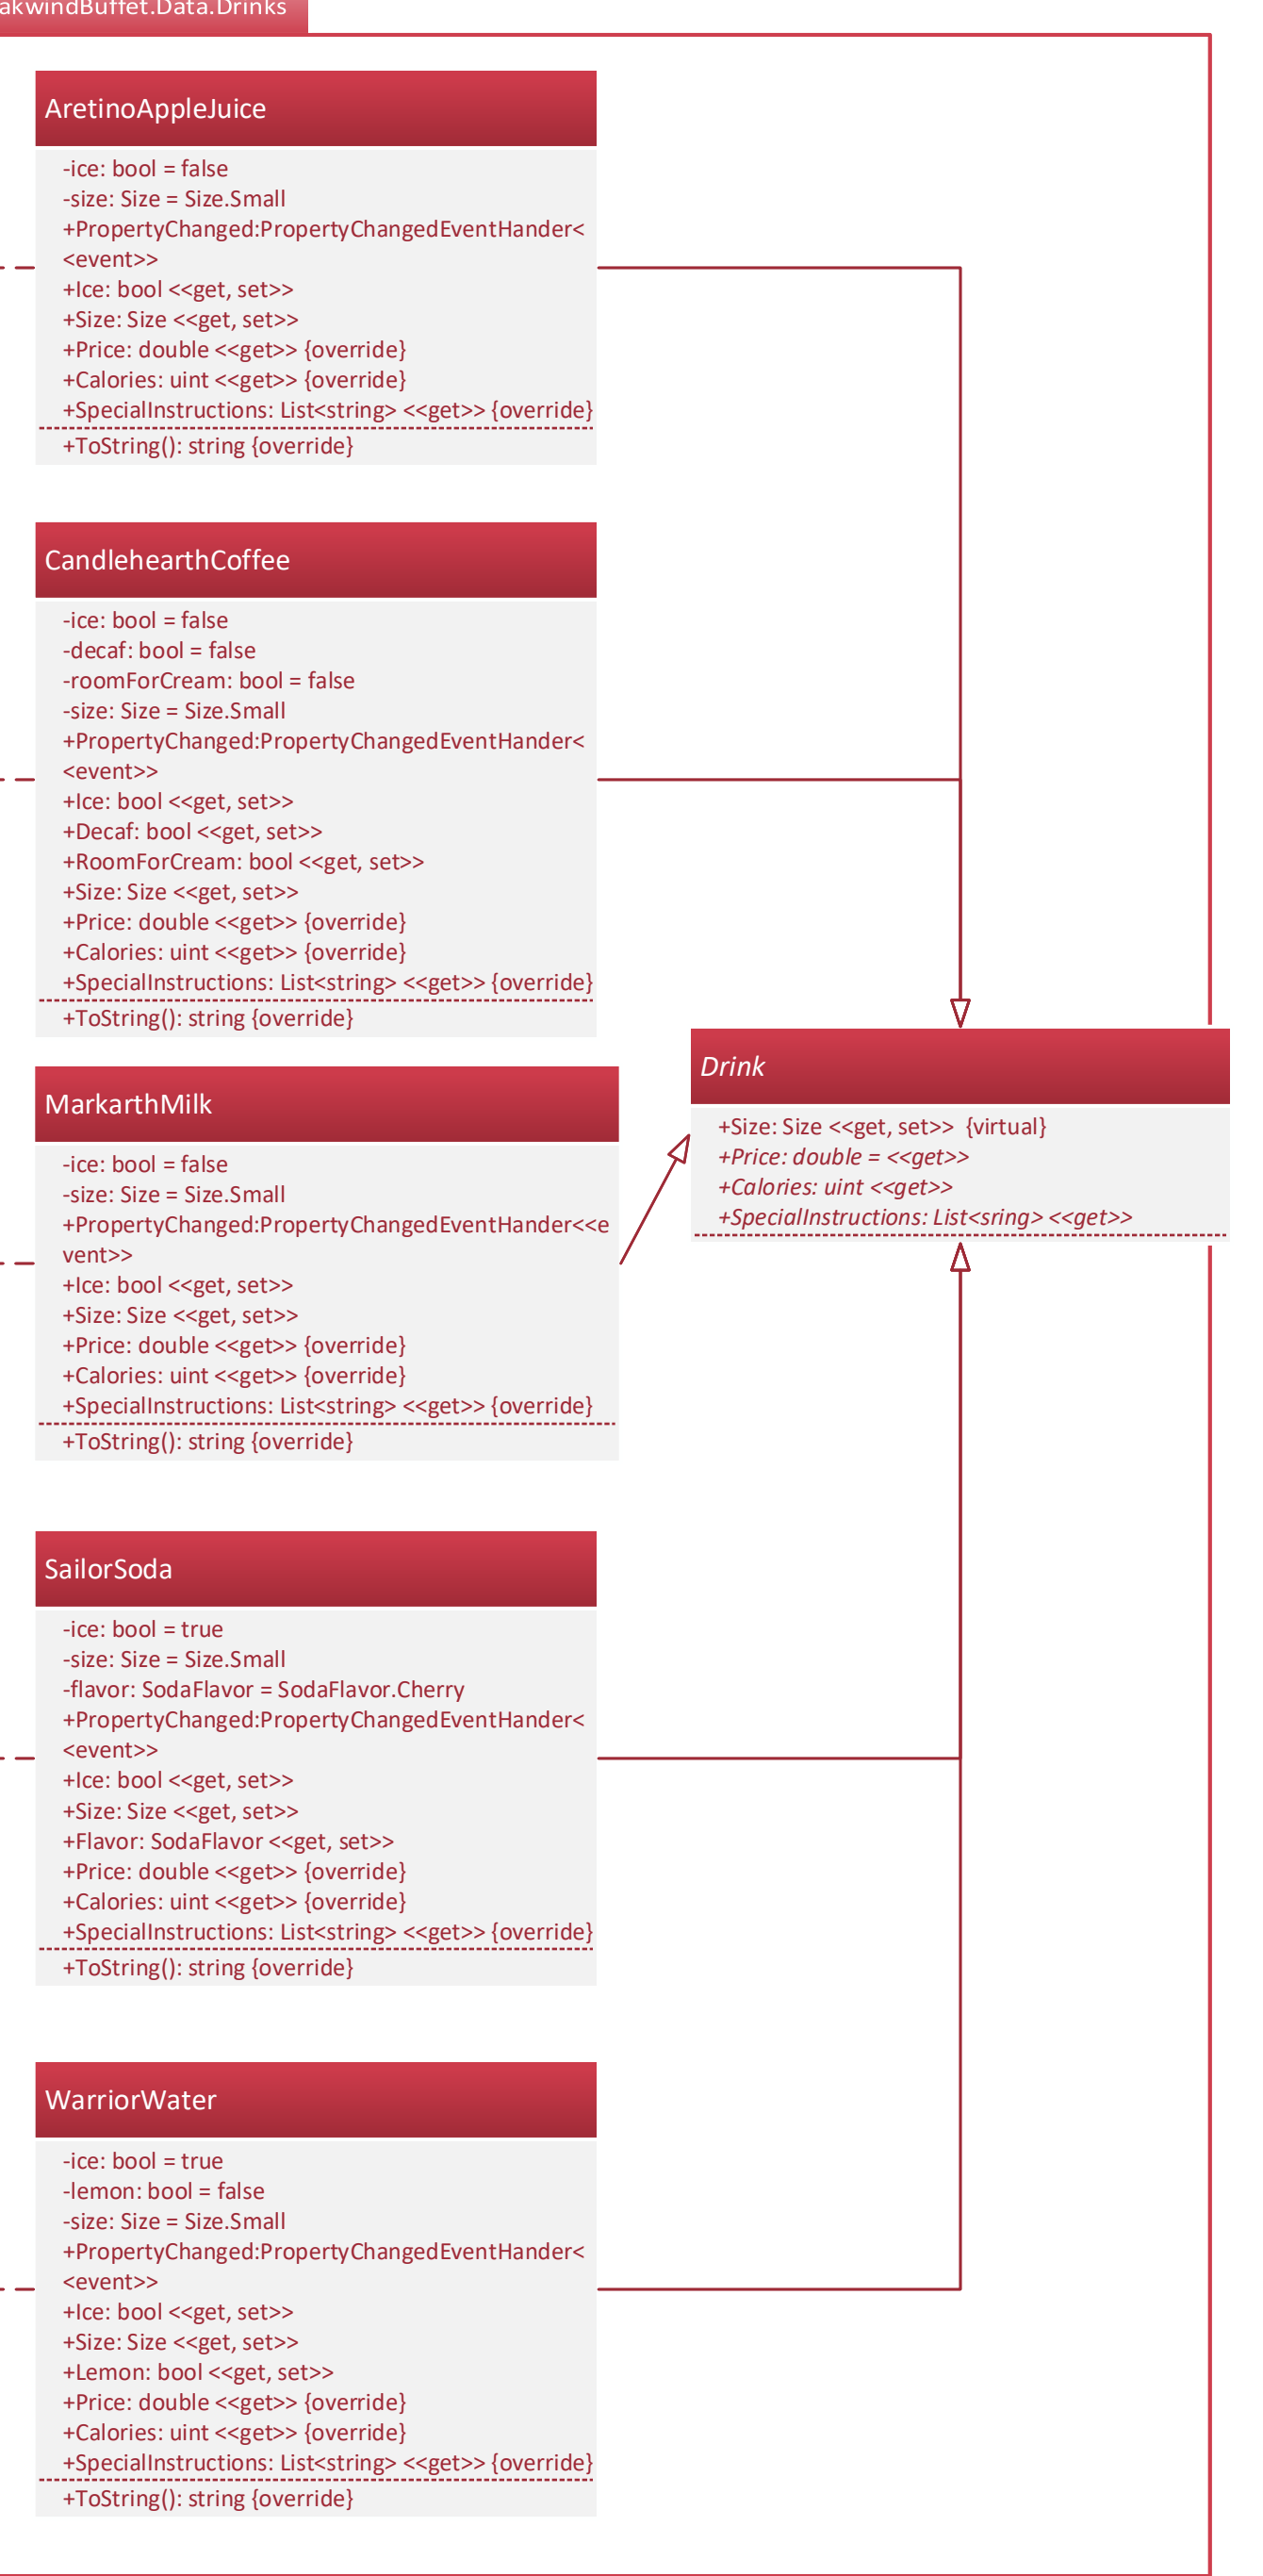 akwindBuffet.Data.Drinks
AretinoAppleJuice
-ice: bool = false
-size: Size = Size.Small
+PropertyChanged:PropertyChangedEventHander<
<event>>
+Ice: bool <<get, set>>
+Size: Size <<get, set>>
+Price: double <<get>> {override}
+Calories: uint <<get>> {override}
+SpecialInstructions: List<string> <<get>> {override}
+ToString(): string {override}
CandlehearthCoffee
-ice: bool = false
-decaf: bool = false
-roomForCream: bool = false
-size: Size = Size.Small
+PropertyChanged:PropertyChangedEventHander<
<event>>
+Ice: bool <<get, set>>
+Decaf: bool <<get, set>>
+RoomForCream: bool <<get, set>>
+Size: Size <<get, set>>
+Price: double <<get>> {override}
+Calories: uint <<get>> {override}
+SpecialInstructions: List<string> <<get>> {override}
+ToString(): string {override}
MarkarthMilk
-ice: bool = false
-size: Size = Size.Small
+PropertyChanged:PropertyChangedEventHander<<e
vent>>
+Ice: bool <<get, set>>
+Size: Size <<get, set>>
+Price: double <<get>> {override}
+Calories: uint <<get>> {override}
+SpecialInstructions: List<string> <<get>> {override}
+ToString(): string {override}
Drink
+Size: Size <<get, set>>  {virtual}
+Price: double = <<get>>
+Calories: uint <<get>>
+SpecialInstructions: List<sring> <<get>>
SailorSoda
-ice: bool = true
-size: Size = Size.Small
-flavor: SodaFlavor = SodaFlavor.Cherry
+PropertyChanged:PropertyChangedEventHander<
<event>>
+Ice: bool <<get, set>>
+Size: Size <<get, set>>
+Flavor: SodaFlavor <<get, set>>
+Price: double <<get>> {override}
+Calories: uint <<get>> {override}
+SpecialInstructions: List<string> <<get>> {override}
+ToString(): string {override}
WarriorWater
-ice: bool = true
-lemon: bool = false
-size: Size = Size.Small
+PropertyChanged:PropertyChangedEventHander<
<event>>
+Ice: bool <<get, set>>
+Size: Size <<get, set>>
+Lemon: bool <<get, set>>
+Price: double <<get>> {override}
+Calories: uint <<get>> {override}
+SpecialInstructions: List<string> <<get>> {override}
+ToString(): string {override}